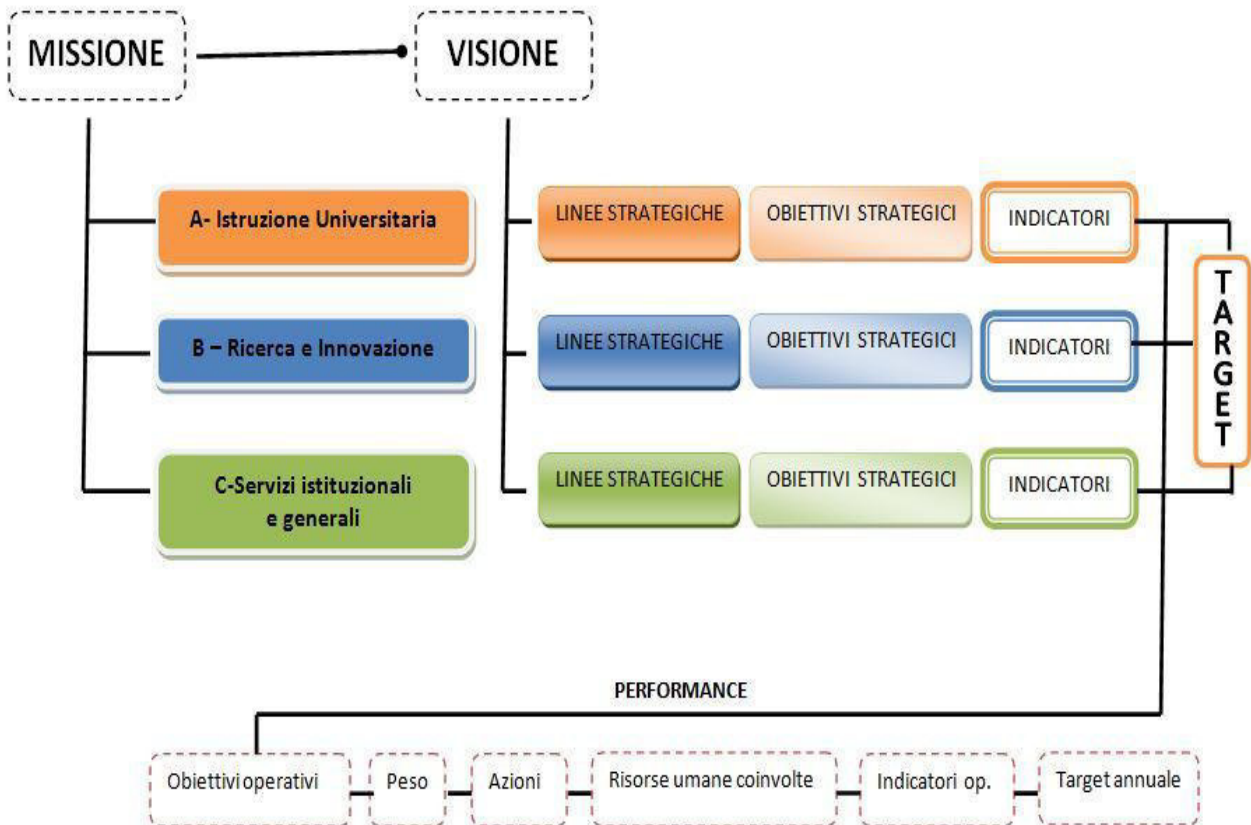 MISSIONE
VISIONE
A- Istruzione Universitaria
LINEE STRATEGICHE
OBIETTIVI STRATEGICI
INDICATORI
B – Ricerca e Innovazione
LINEE STRATEGICHE
OBIETTIVI STRATEGICI
INDICATORI
C-Servizi istituzionali
e generali
LINEE STRATEGICHE
OBIETTIVI STRATEGICI
INDICATORI
TARGET
PERFORMANCE
Obiettivi operativi
Peso
Azioni
Risorse umane coinvolte
Indicatori op.
Target annuale